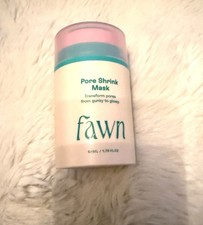 Pore Shrink
Mask
Transform pores
from gunky to glowy
fawn